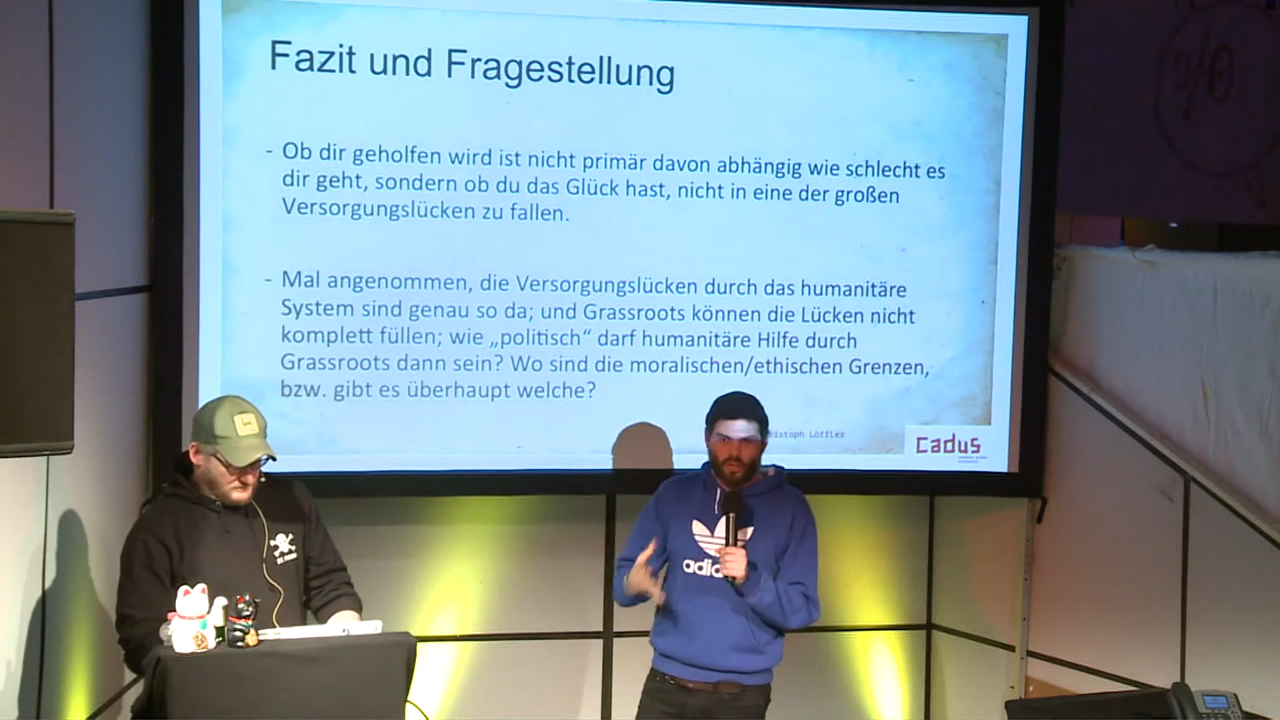 Fazit und Fragestellung
- Ob dir geholfen wird ist nicht primär davon abhängig wie schlecht es
dir geht, sondern ob du das Glück hast, nicht in eine der großen
Versorgungslücken zu fallen.
- Mal angenommen, die Versorgungslücken durch das humanitäre
System sind genau so da; und Grassroots können die Lücken nicht
komplett füllen; wie „politisch“ darf humanitäre Hilfe durch
Grassroots dann sein? Wo sind die moralischen/ethischen Grenzen,
bzw. gibt es überhaupt welche?
istoph Löffler
Cadus
adid